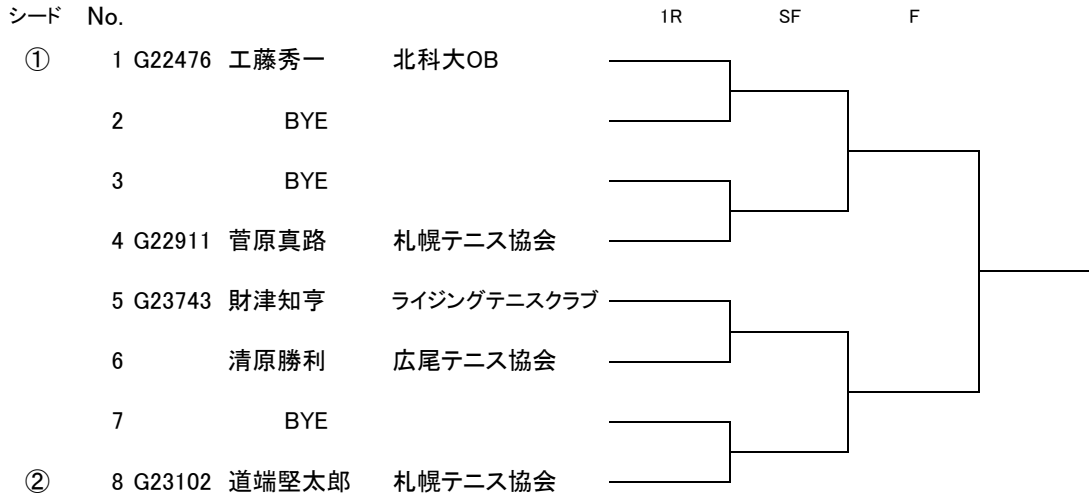 シード No. 1R SF F
① 1 G22476 工藤秀一 北科大OB
2 BYE
3 BYE
4 G22911 菅原真路 札幌テニス協会
5 G23743 財津知亨 ライジングテニスクラブ
6 清原勝利 広尾テニス協会
7 BYE
② 8 G23102 道端堅太郎 札幌テニス協会